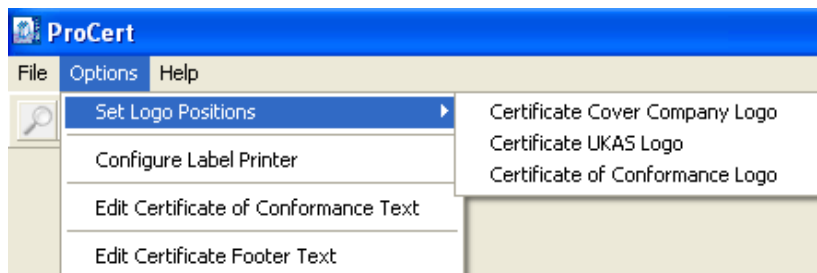 ProCert
File Options Help
Set Logo Positions
Certificate Cover Company Logo
Certificate UKAS Logo
Certificate of Conformance Logo
Configure Label Printer
Edit Certificate of Conformance Text
Edit Certificate Footer Text